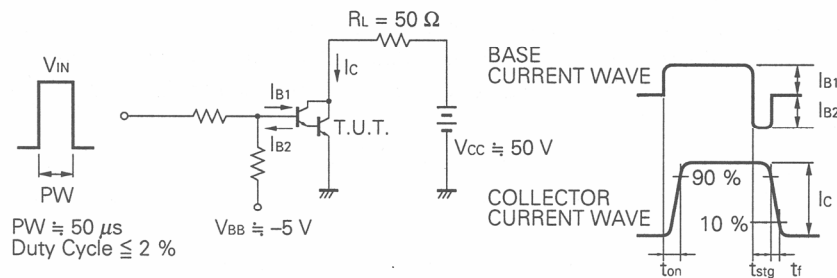 RL = 50 Ω
VIN
IC
IB1
IB2
T.U.T.
VCC ≒ 50 V
PW
VBB ≒ –5 V
PW ≒ 50 μs
Duty Cycle ≦ 2 %
BASE
CURRENT WAVE
IB1
IB2
90 %
COLLECTOR
CURRENT WAVE
10 %
IC
ton
tstg
tf